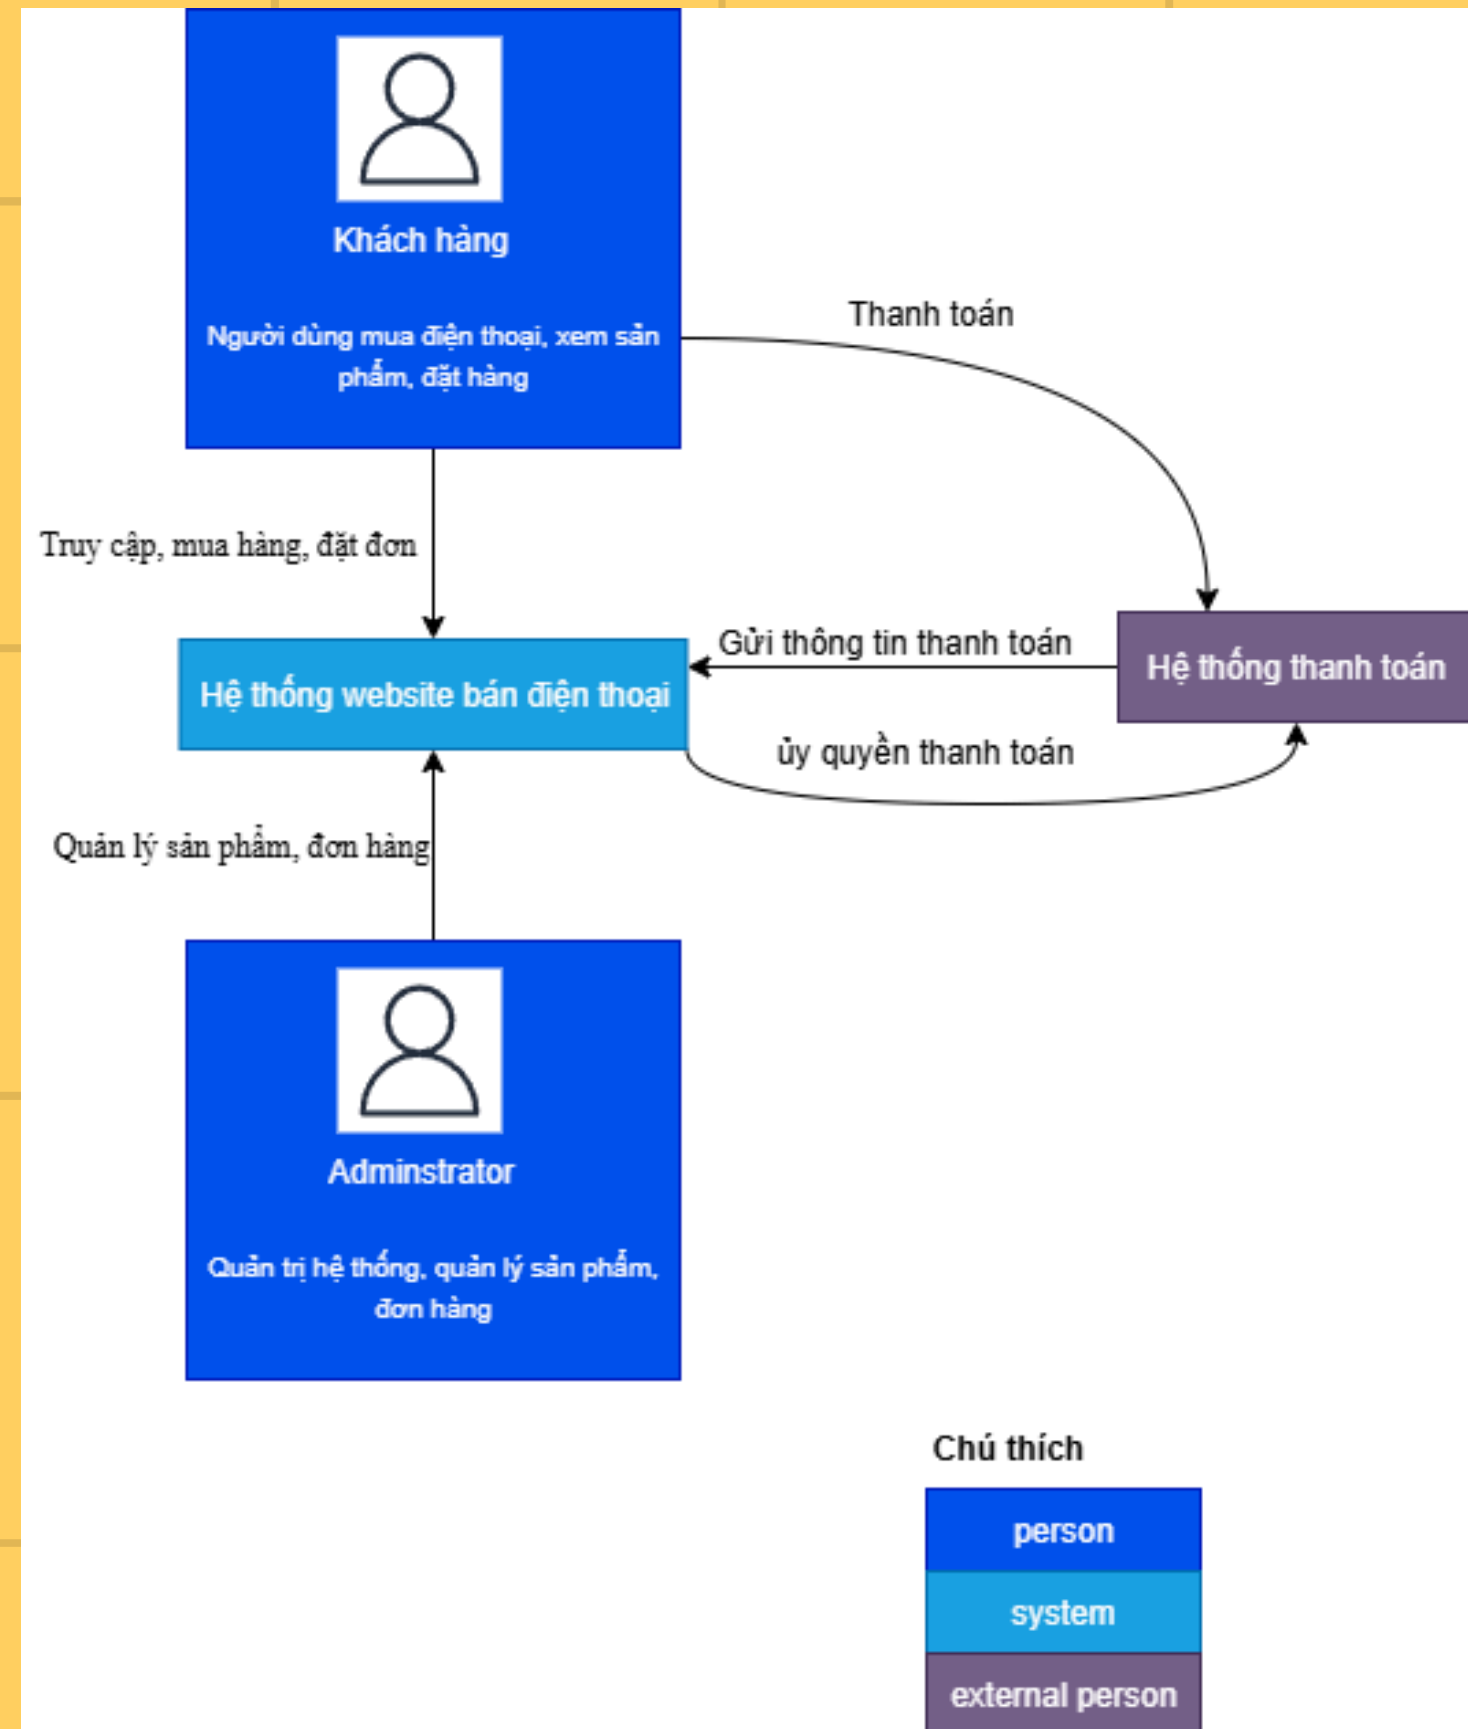 Khách hàng
Người dùng mua điện thoại, xem sản
phẩm, đặt hàng
Thanh toán
Truy cập, mua hàng, đặt đơn
Gửi thông tin thanh toán
Hệ thống thanh toán
Hệ thống website bán điện thoại
ủy quyền thanh toán
Quản lý sản phẩm, đơn hàng
Adminstrator
Quản trị hệ thống, quản lý sản phẩm,
đơn hàng
Chú thích
person
system
external person